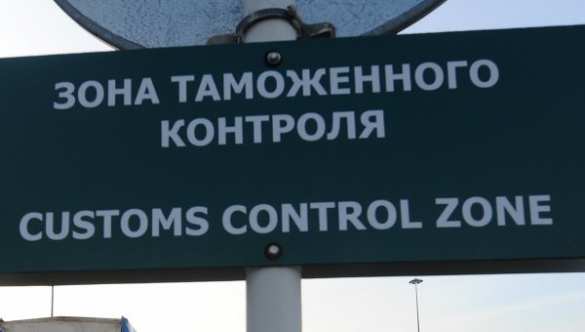 ЗОНА ТАМОЖЕННОГО
КОНТРОЛЯ
CUSTOMS CONTROL ZONE